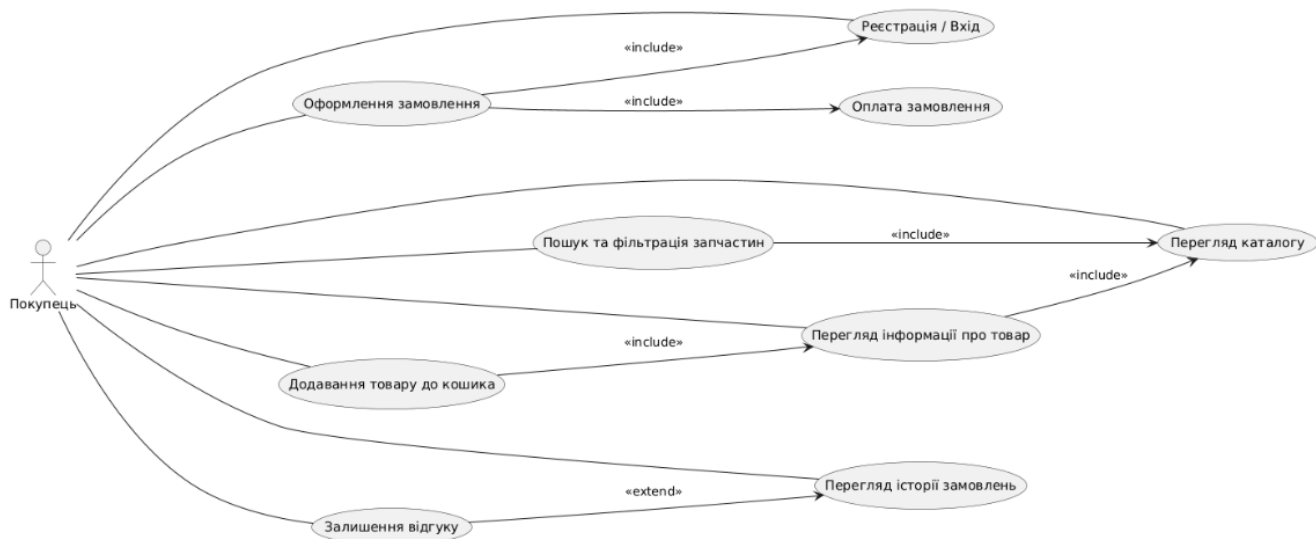 Реєстрація / Вхід
«include»
Оформлення замовлення
«include»
Оплата замовлення
Пошук та фільтрація запчастин
«include»
Перегляд каталогу
«include»
Покупець
Перегляд інформації про товар
«include»
Додавання товару до кошика
Перегляд історії замовлень
«extend»
Залишення відгуку